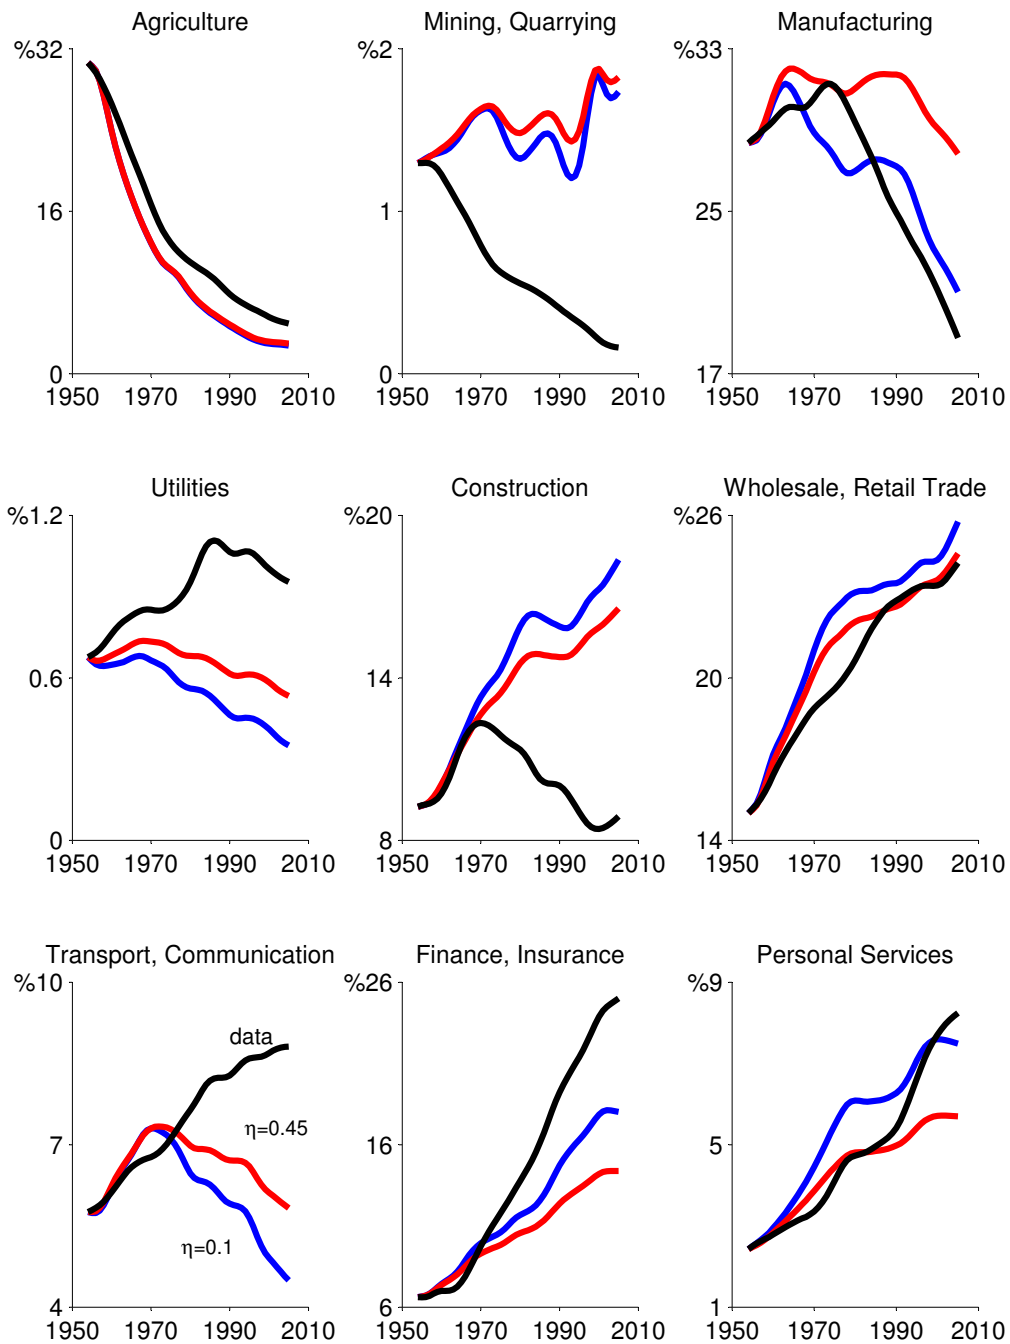 Agriculture
Mining, Quarrying
Manufacturing
%32
%2
%33
16
1
25
0
0
17
1950 1970 1990 2010
1950 1970 1990 2010
1950 1970 1990 2010
Utilities
Construction
Wholesale, Retail Trade
%1.2
%20
%26
0.6
14
20
0
8
14
1950 1970 1990 2010
1950 1970 1990 2010
1950 1970 1990 2010
Transport, Communication
Finance, Insurance
Personal Services
%10
%26
%9
data
η=0.45
7
16
5
η=0.1
4
6
1
1950 1970 1990 2010
1950 1970 1990 2010
1950 1970 1990 2010